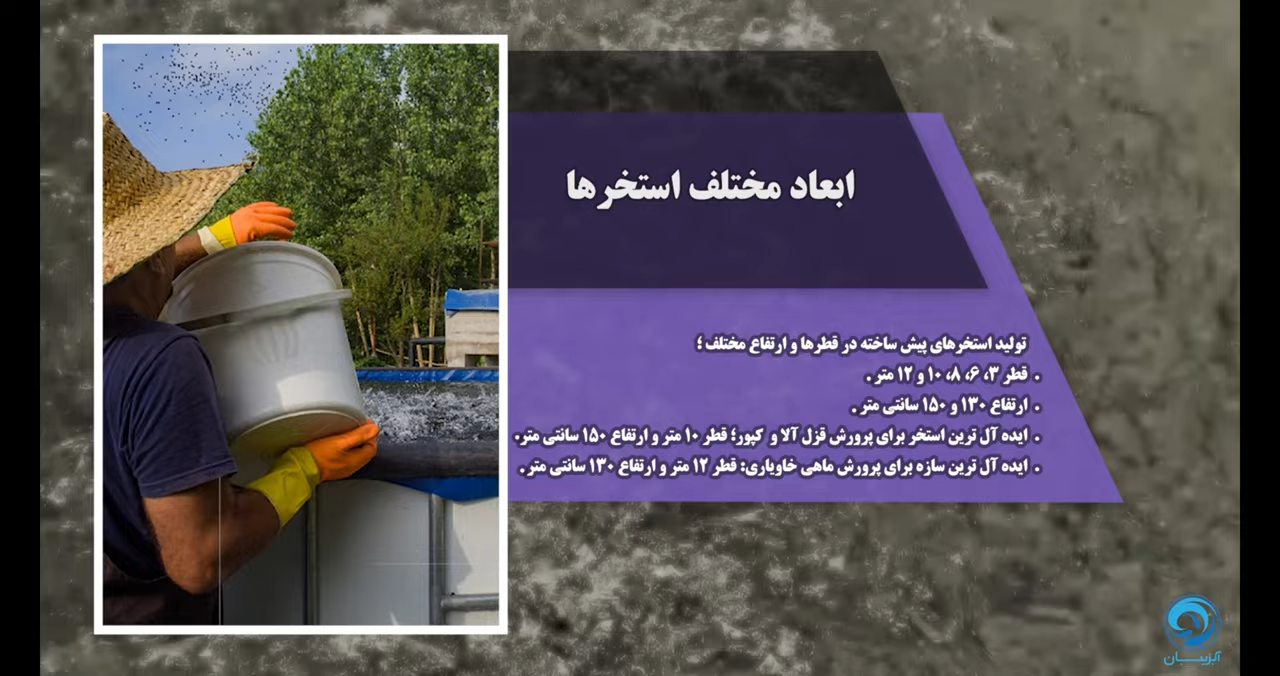 ابعاد مختلف استخرها
تولید استخرهای پیش ساخته در قطرها و ارتفاع مختلف ؛
. قطر ۳، ۶، ۸، ۱۰ و ۱۲ متر .
. ارتفاع ۱۳۰ و ۱۵۰ سانتی متر .
. ایده آل ترین استخر برای پرورش قزل آلا و کپور؛ قطر ۱۰ متر و ارتفاع ۱۵۰ سانتی متر.
. ایده آل ترین سازه برای پرورش ماهی خاویاری: قطر ۱۲ متر و ارتفاع ۱۳۰ سانتی متر .
آبزیـسـان